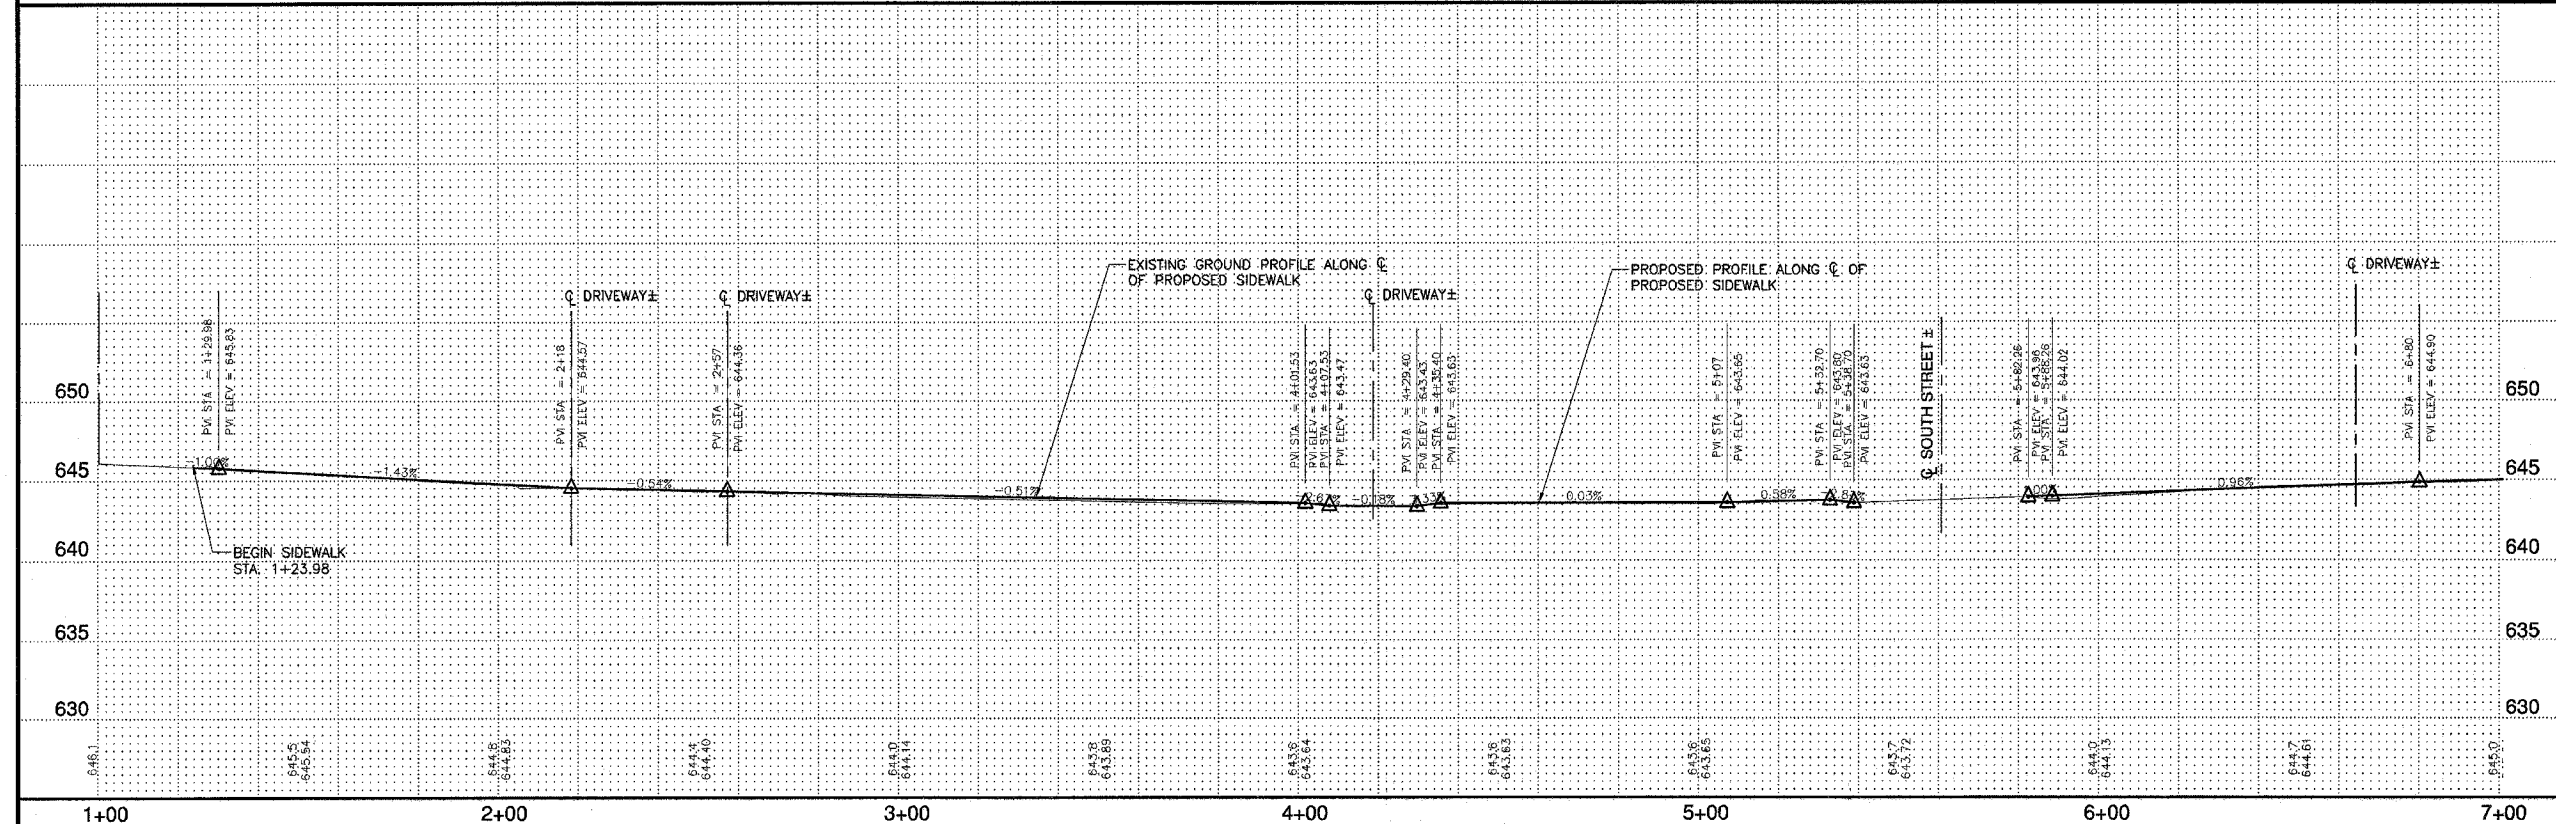 EXISTING GROUND PROFILE ALONG ℄
OF PROPOSED SIDEWALK
PROPOSED PROFILE ALONG ℄ OF
PROPOSED SIDEWALK
℄ DRIVEWAY±
℄ DRIVEWAY±
℄ DRIVEWAY±
℄ DRIVEWAY±
℄ SOUTH STREET ±
PVI STA = 1+29.98
PVI ELEV = 645.83
PVI STA = 2+18
PVI ELEV = 644.57
PVI STA = 2+57
PVI ELEV = 644.36
PVI STA = 4+01.53
PVI ELEV = 643.63
PVI STA = 4+07.53
PVI ELEV = 643.47
PVI STA = 4+29.40
PVI ELEV = 643.43
PVI STA = 4+35.40
PVI ELEV = 643.63
PVI STA = 5+07
PVI ELEV = 643.65
PVI STA = 5+32.70
PVI ELEV = 643.80
PVI STA = 5+38.70
PVI ELEV = 643.63
PVI STA = 5+82.26
PVI ELEV = 643.96
PVI STA = 5+88.26
PVI ELEV = 644.02
PVI STA = 6+80
PVI ELEV = 644.90
650
650
645
645
-1.00%
-1.43%
-0.54%
-0.51%
-0.18%
0.03%
0.58%
0.96%
BEGIN SIDEWALK
STA. 1+23.98
640
640
635
635
630
630
646.1
645.5
645.54
644.8
644.83
644.4
644.40
644.0
644.14
643.8
643.89
643.6
643.64
643.6
643.63
643.6
643.65
643.7
643.72
644.0
644.13
644.7
644.61
645.0
1+00
2+00
3+00
4+00
5+00
6+00
7+00